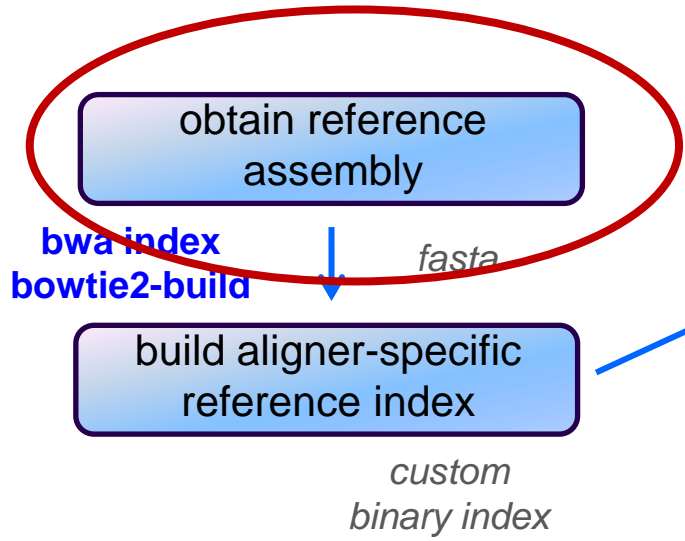 obtain reference
assembly
bwa index
bowtie2-build
fasta
build aligner-specific
reference index
custom
binary index